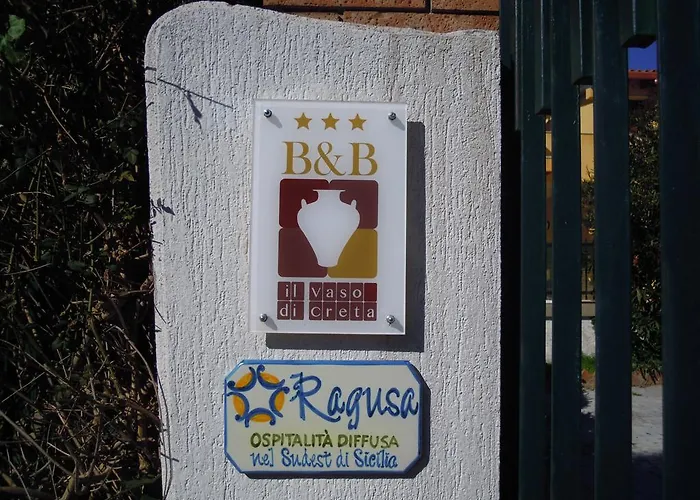 B&B
il vaso
di Creta
Ragusa
OSPITALITÀ DIFFUSA
nel Sudest di Sicilia